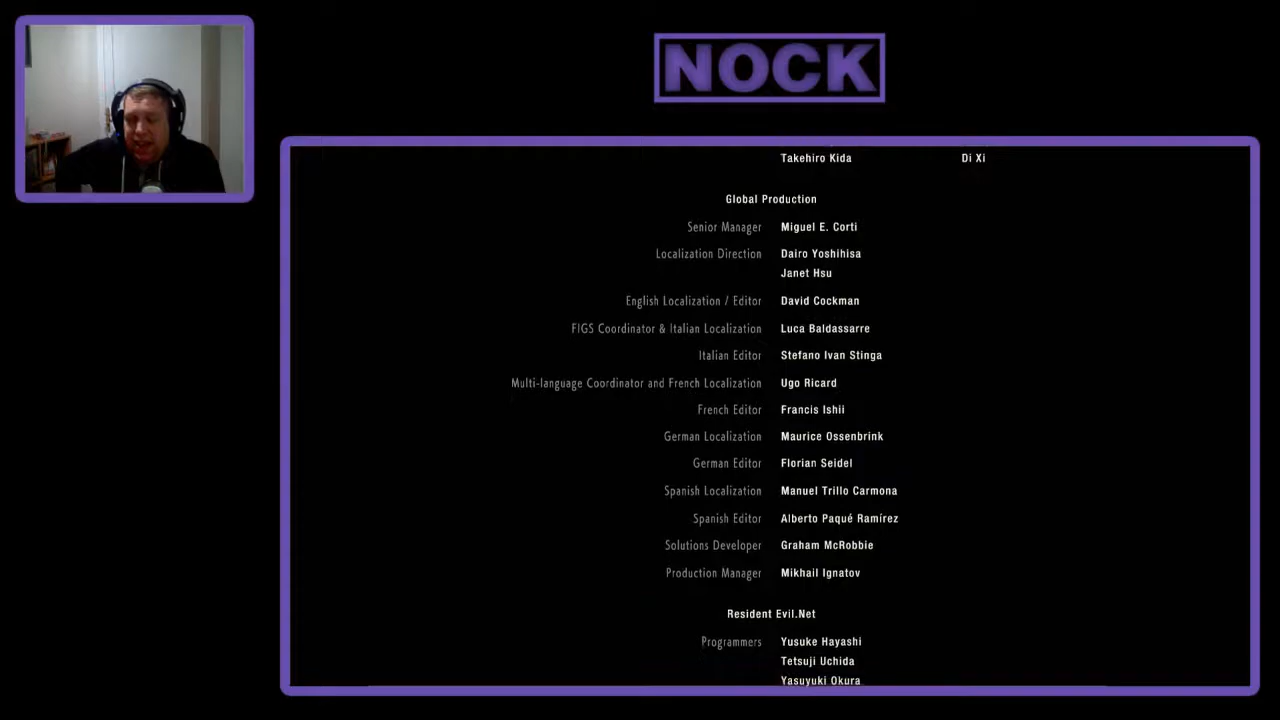 NOCK
Takehiro Kida Di Xi
Global Production
Senior Manager Miguel E. Corti
Localization Direction Dairo Yoshihisa
Janet Hsu
English Localization / Editor David Cockman
FIGS Coordinator & Italian Localization Luca Baldassarre
Italian Editor Stefano Ivan Stinga
Multi-language Coordinator and French Localization Ugo Ricard
French Editor Francis Ishii
German Localization Maurice Ossenbrink
German Editor Florian Seidel
Spanish Localization Manuel Trillo Carmona
Spanish Editor Alberto Paqué Ramírez
Solutions Developer Graham McRobbie
Production Manager Mikhail Ignatov
Resident Evil.Net
Programmers Yusuke Hayashi
Tetsuji Uchida
Yasuyuki Okura